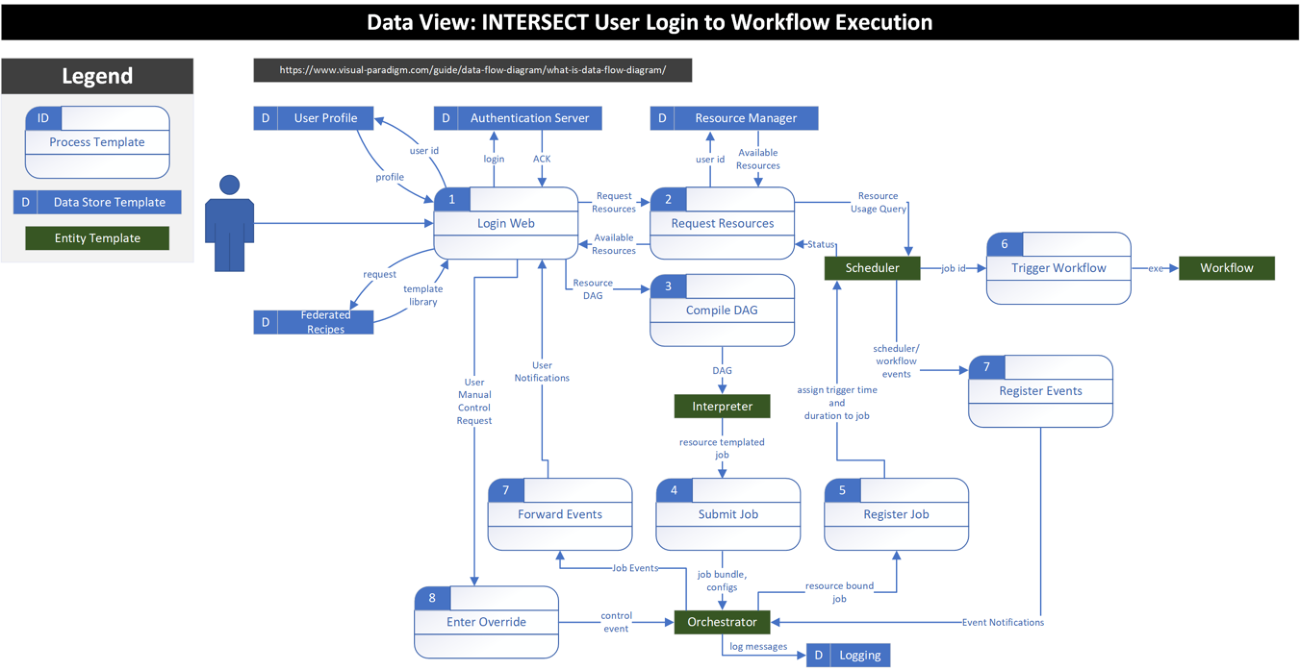 Data View: INTERSECT User Login to Workflow Execution
Legend
https://www.visual-paradigm.com/guide/data-flow-diagram/what-is-data-flow-diagram/
ID
Process Template
D Data Store Template
Entity Template
D User Profile
D Authentication Server
D Resource Manager
user id
profile
login
ACK
user id
Available
Resources
1
Login Web
Request
Resources
Available
Resources
2
Request Resources
Resource
Usage Query
Status
Scheduler
job id
6
Trigger Workflow
exe
Workflow
request
template
library
D Federated
Recipes
Resource
DAG
3
Compile DAG
DAG
Interpreter
resource templated
job
User
Manual
Control
Request
User
Notifications
scheduler/
workflow
events
assign trigger time
and
duration to job
7
Register Events
7
Forward Events
4
Submit Job
5
Register Job
Job Events
job bundle,
configs
resource bound
job
8
Enter Override
control
event
Orchestrator
Event Notifications
log messages
D Logging